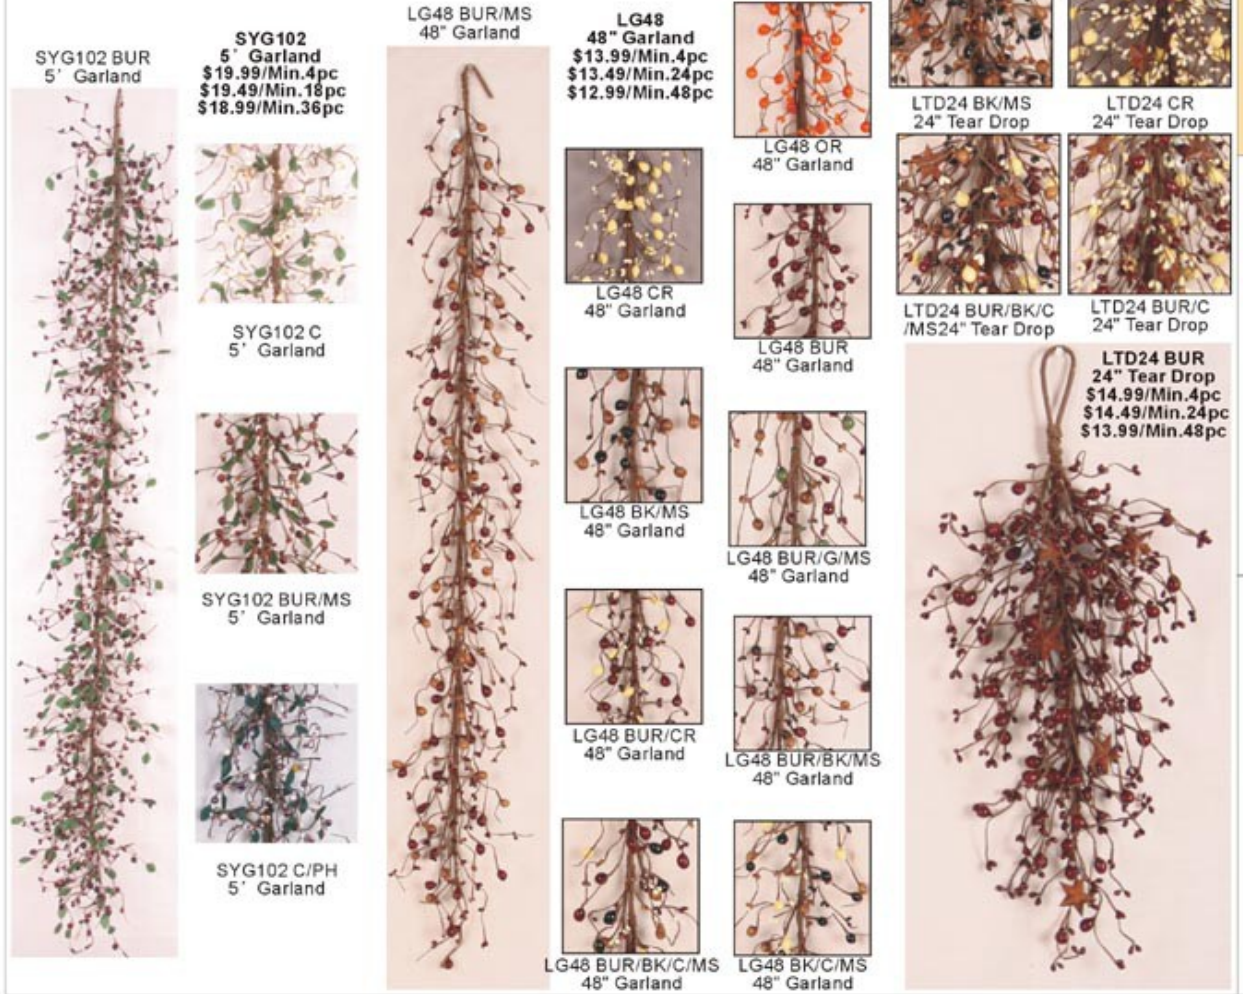 SYG102 BUR
5' Garland
SYG102
5' Garland
$19.99/Min.4pc
$19.49/Min.18pc
$18.99/Min.36pc
SYG102 C
5' Garland
SYG102 BUR/MS
5' Garland
SYG102 C/PH
5' Garland
LG48 BUR/MS
48" Garland
LG48
48" Garland
$13.99/Min.4pc
$13.49/Min.24pc
$12.99/Min.48pc
LG48 CR
48" Garland
LG48 BK/MS
48" Garland
LG48 BUR/CR
48" Garland
LG48 BUR/BK/C/MS
48" Garland
LG48 OR
48" Garland
LG48 BUR
48" Garland
LG48 BUR/G/MS
48" Garland
LG48 BUR/BK/MS
48" Garland
LG48 BK/C/MS
48" Garland
LTD24 BK/MS
24" Tear Drop
LTD24 CR
24" Tear Drop
LTD24 BUR/BK/C
/MS24" Tear Drop
LTD24 BUR/C
24" Tear Drop
LTD24 BUR
24" Tear Drop
$14.99/Min.4pc
$14.49/Min.24pc
$13.99/Min.48pc